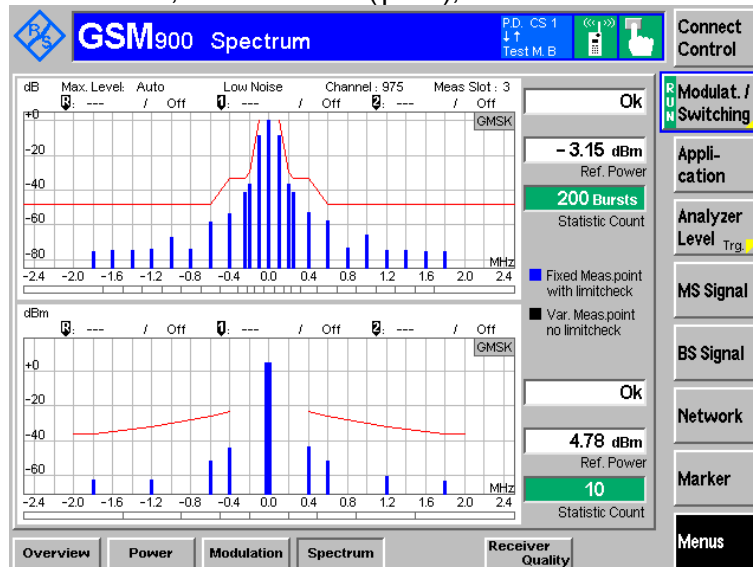 R/S
GSM900 Spectrum
P.D. CS 1
Test M. B
Connect
Control
RUN
Modulat. /
Switching
Appli-
cation
Analyzer
Level Trg.
MS Signal
BS Signal
Network
Marker
Menus
dB Max. Level: Auto Low Noise Channel : 975 Meas Slot : 3
R: --- / Off 1: --- / Off 2: --- / Off
GMSK
+0
-20
-40
-60
-80
MHz
-2.4 -2.0 -1.6 -1.2 -0.8 -0.4 0.0 0.4 0.8 1.2 1.6 2.0 2.4
Ok
-3.15 dBm
Ref. Power
200 Bursts
Statistic Count
Fixed Meas.point
with limitcheck
Var. Meas.point
no limitcheck
dBm
R: --- / Off 1: --- / Off 2: --- / Off
GMSK
+0
-20
-40
-60
MHz
-2.4 -2.0 -1.6 -1.2 -0.8 -0.4 0.0 0.4 0.8 1.2 1.6 2.0 2.4
Ok
4.78 dBm
Ref. Power
10
Statistic Count
Overview Power Modulation Spectrum Receiver
Quality